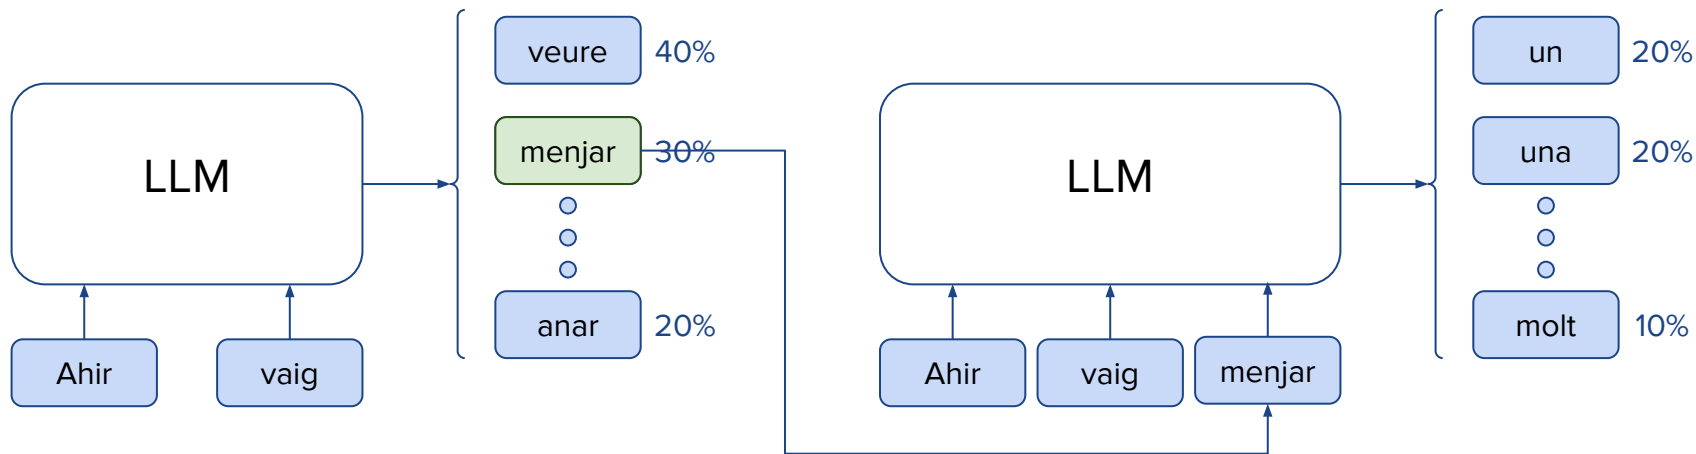 LLM
Ahir
vaig
veure 40%
menjar 30%
anar 20%
LLM
Ahir
vaig
menjar
un 20%
una 20%
molt 10%